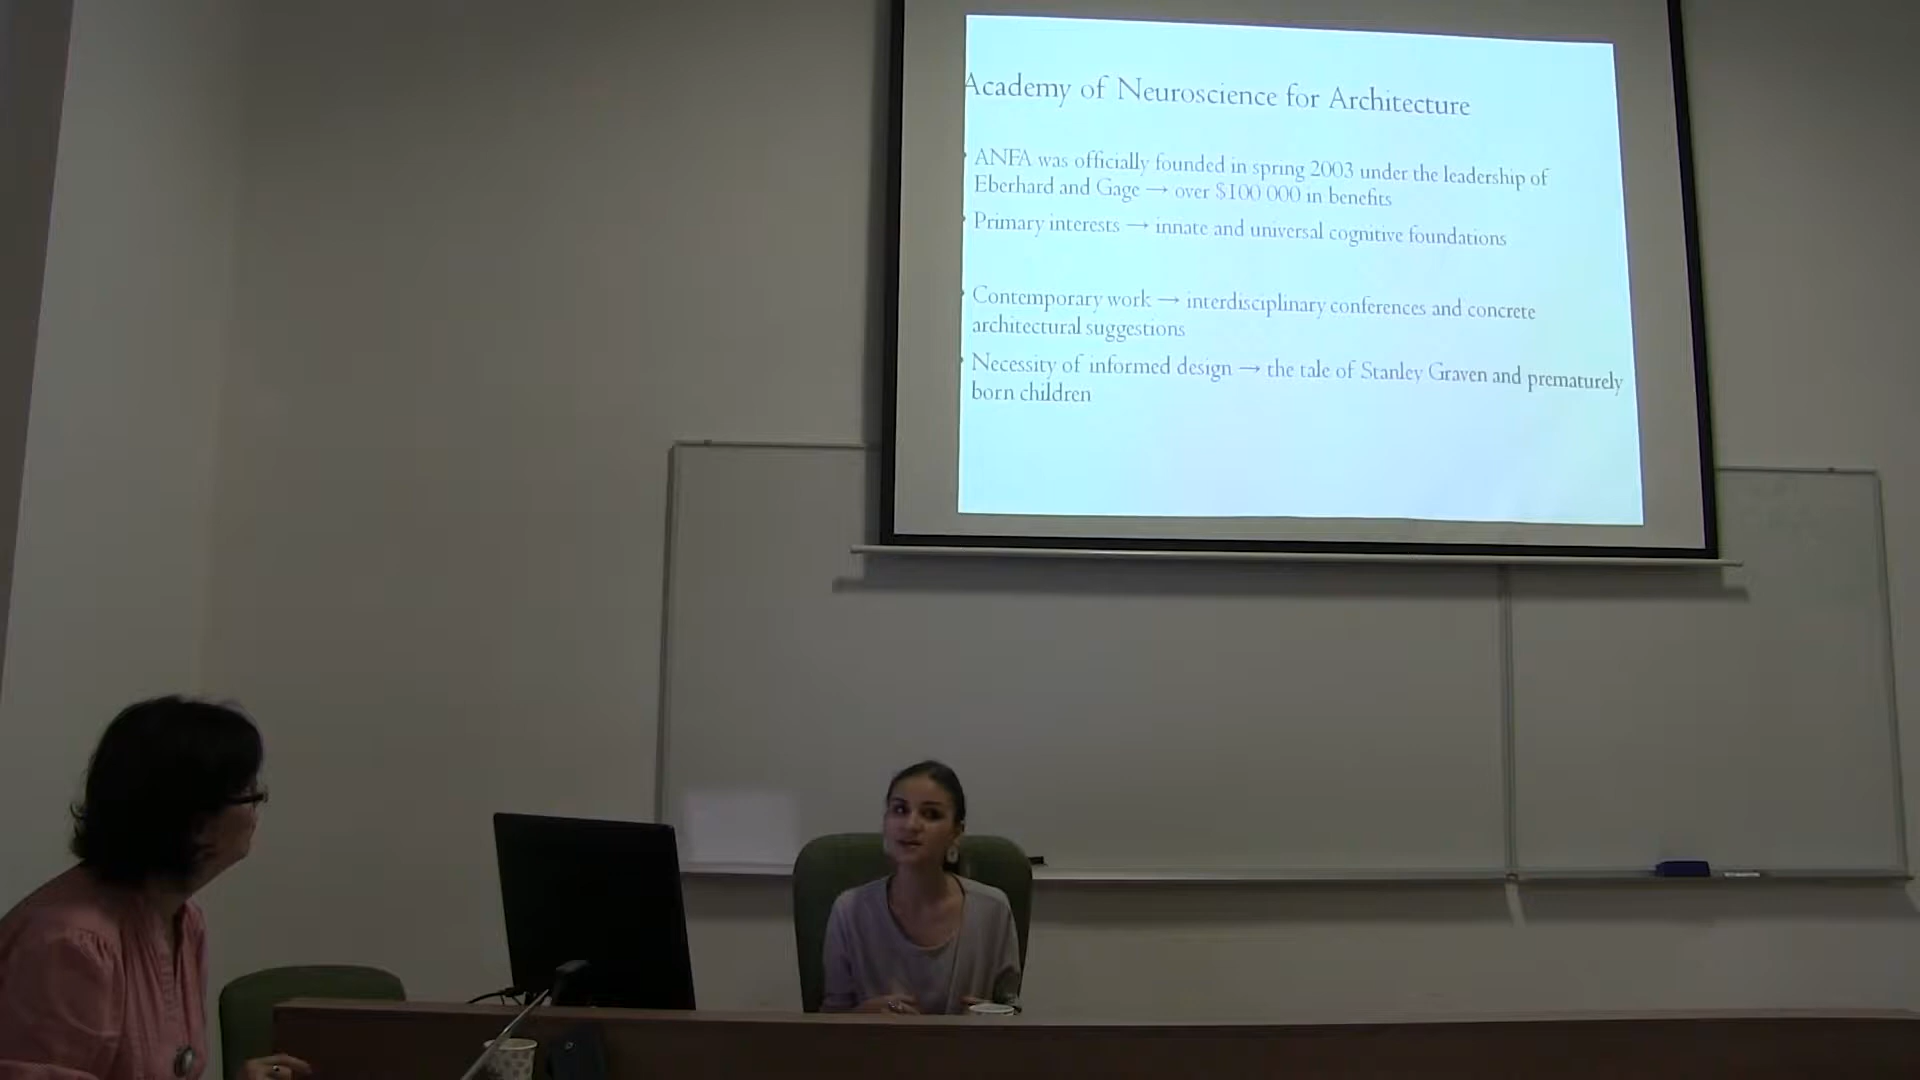 Academy of Neuroscience for Architecture
• ANFA was officially founded in spring 2003 under the leadership of
Eberhard and Gage → over $100 000 in benefits
• Primary interests → innate and universal cognitive foundations
• Contemporary work → interdisciplinary conferences and concrete
architectural suggestions
• Necessity of informed design → the tale of Stanley Graven and prematurely
born children